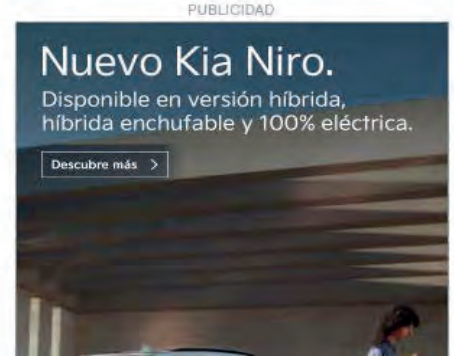 PUBLICIDAD
Nuevo Kia Niro.
Disponible en versión híbrida,
híbrida enchufable y 100% eléctrica.
Descubre más >